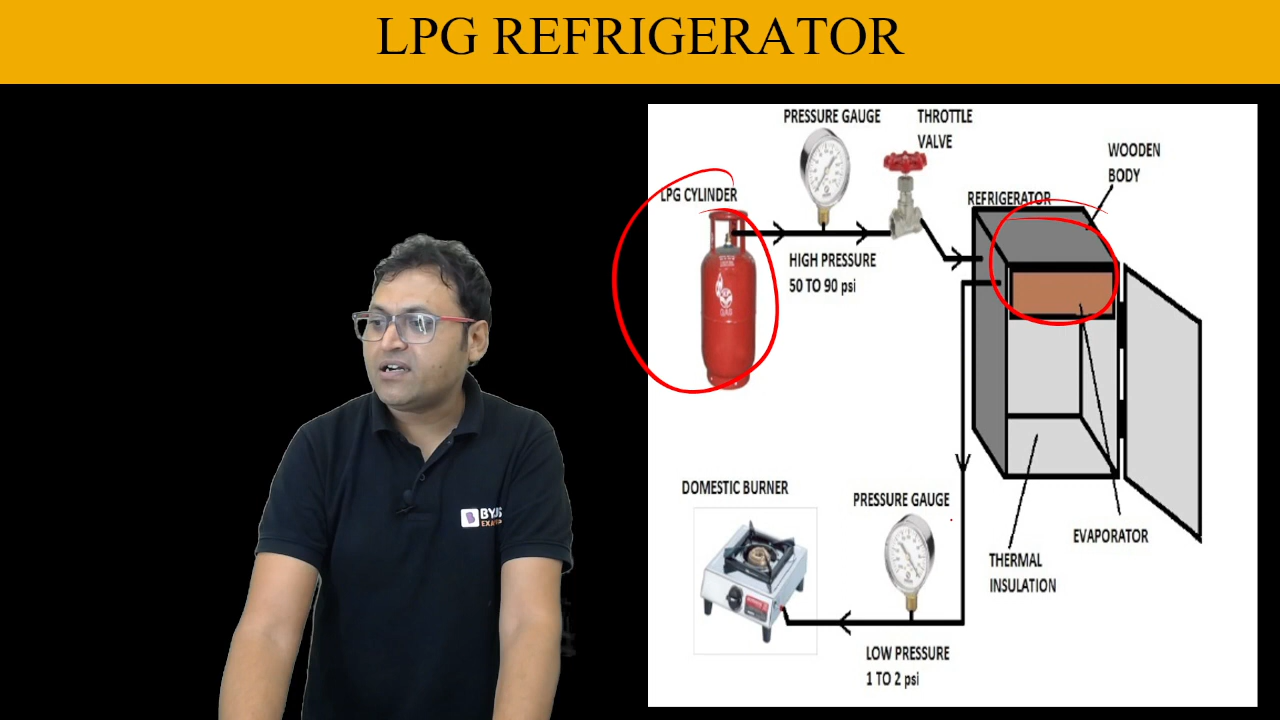 LPG REFRIGERATOR
PRESSURE GAUGE
THROTTLE
VALVE
WOODEN
BODY
LPG CYLINDER
REFRIGERATOR
HIGH PRESSURE
50 TO 90 psi
GAS
DOMESTIC BURNER
PRESSURE GAUGE
EVAPORATOR
THERMAL
INSULATION
LOW PRESSURE
1 TO 2 psi